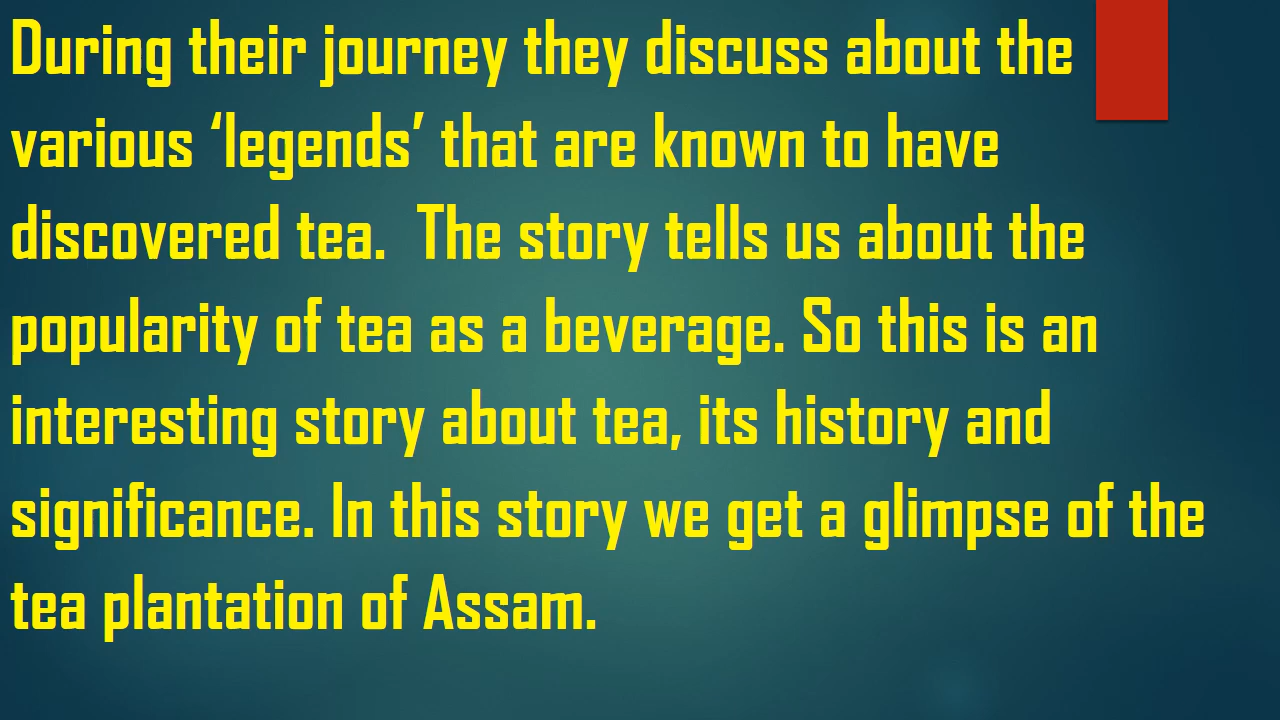 During their journey they discuss about the
various ‘legends’ that are known to have
discovered tea.  The story tells us about the
popularity of tea as a beverage. So this is an
interesting story about tea, its history and
significance. In this story we get a glimpse of the
tea plantation of Assam.